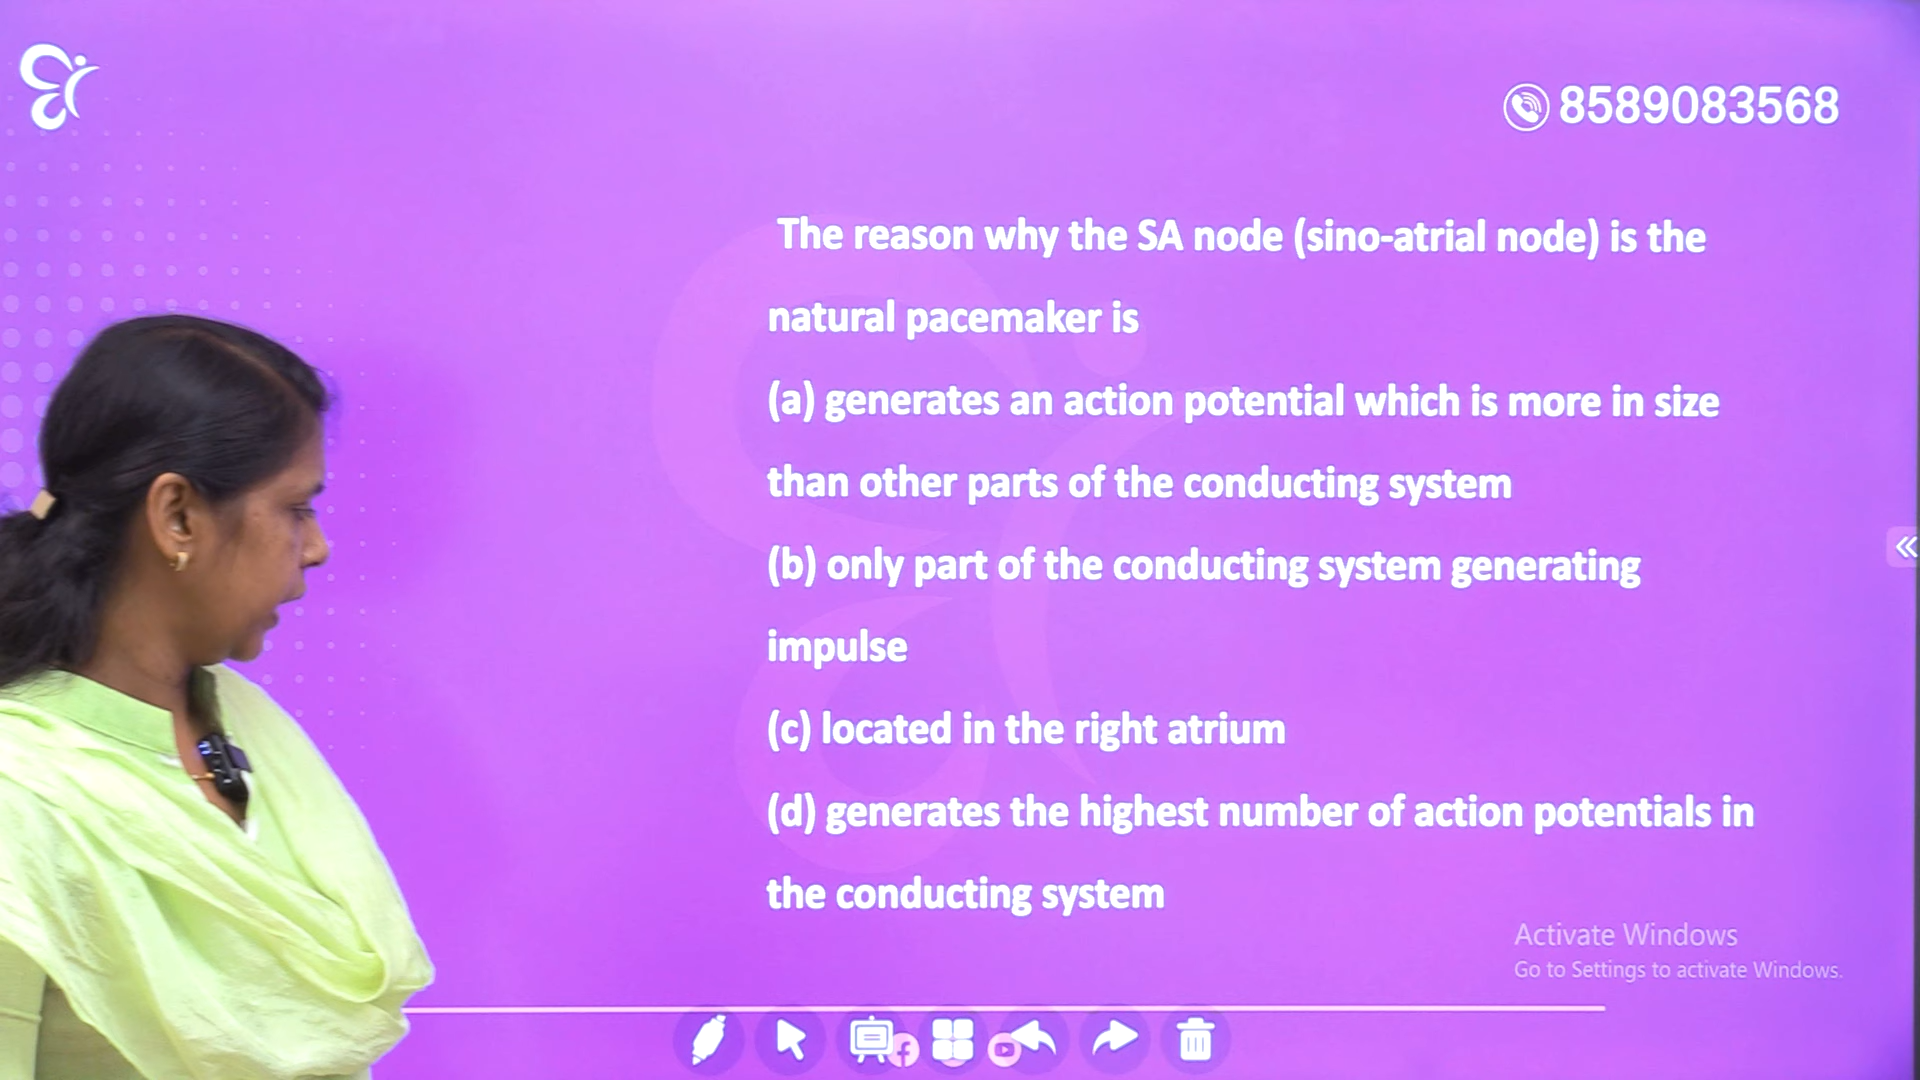 8589083568
The reason why the SA node (sino-atrial node) is the
natural pacemaker is
(a) generates an action potential which is more in size
than other parts of the conducting system
(b) only part of the conducting system generating
impulse
(c) located in the right atrium
(d) generates the highest number of action potentials in
the conducting system
Activate Windows
Go to Settings to activate Windows.